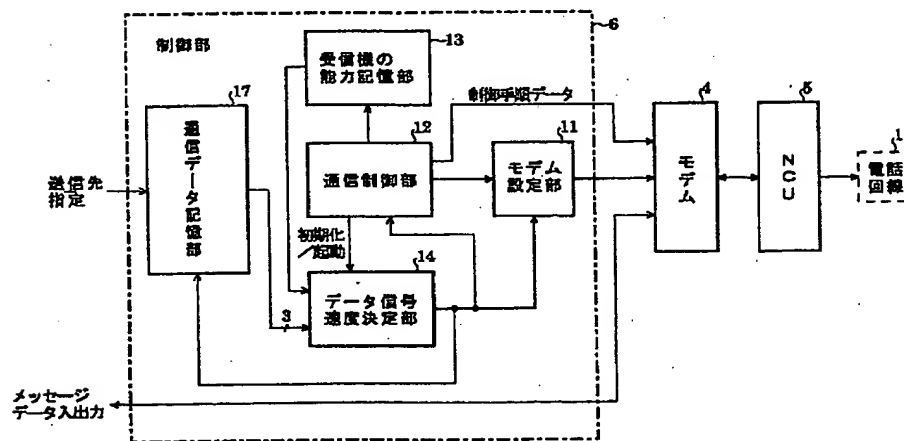 制御部
6
13
受信機の
能力記憶部
17
通信データ記憶部
制御手順データ
4
モデム
5
NCU
1
電話
回線
12
通信制御部
11
モデム
設定部
送信先
指定
初期化
/起動
14
データ信号
速度決定部
3
メッセージ
データ入出力